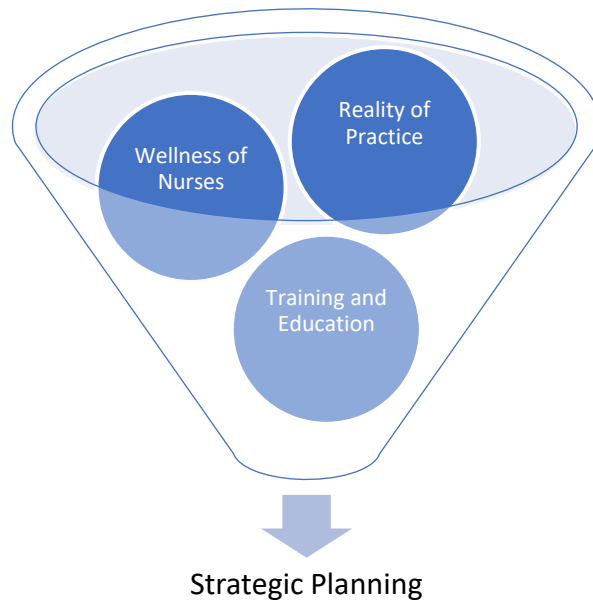 Reality of
Practice
Wellness of
Nurses
Training and
Education
Strategic Planning